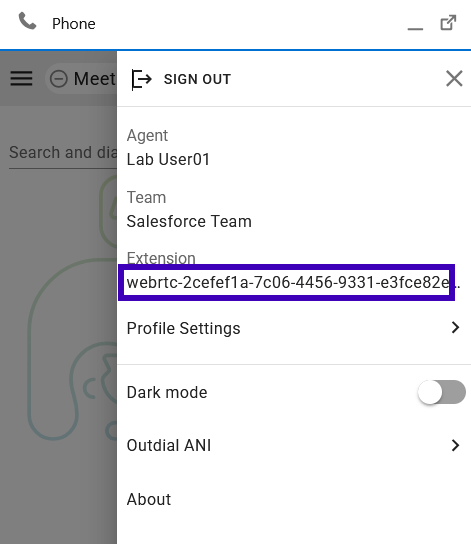 Phone
Meet
SIGN OUT
Search and dia
Agent
Lab User01
Team
Salesforce Team
Extension
webrtc-2cefef1a-7c06-4456-9331-e3fce82e...
Profile Settings
Dark mode
Outdial ANI
About